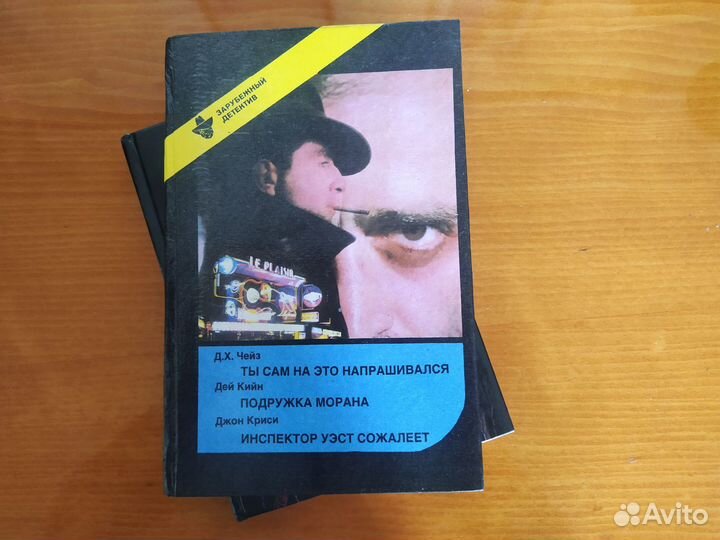 ЗАРУБЕЖНЫЙ
ДЕТЕКТИВ
LE PLAIYO
Д.Х. Чейз
ТЫ САМ НА ЭТО НАПРАШИВАЛСЯ
Дей Кийн
ПОДРУЖКА МОРАНА
Джон Криси
ИНСПЕКТОР УЭСТ СОЖАЛЕЕТ
Avito